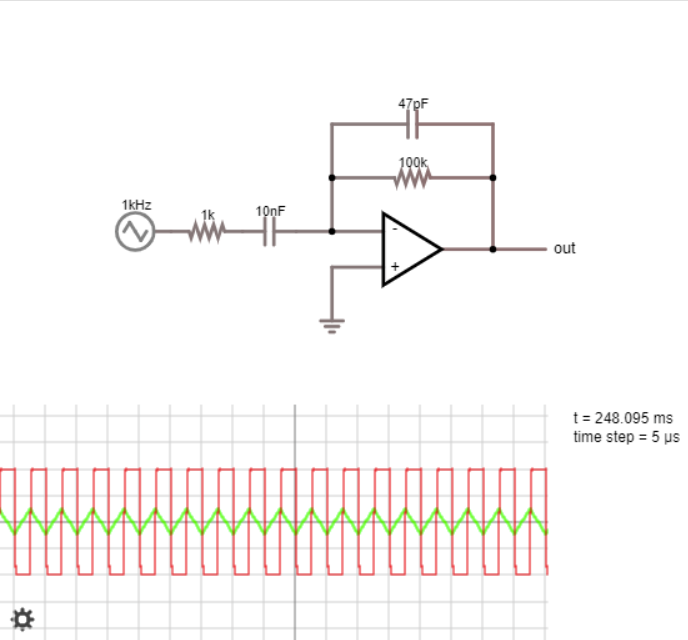 47pF
100k
1kHz
1k
10nF
-
+
out
t = 248.095 ms
time step = 5 µs